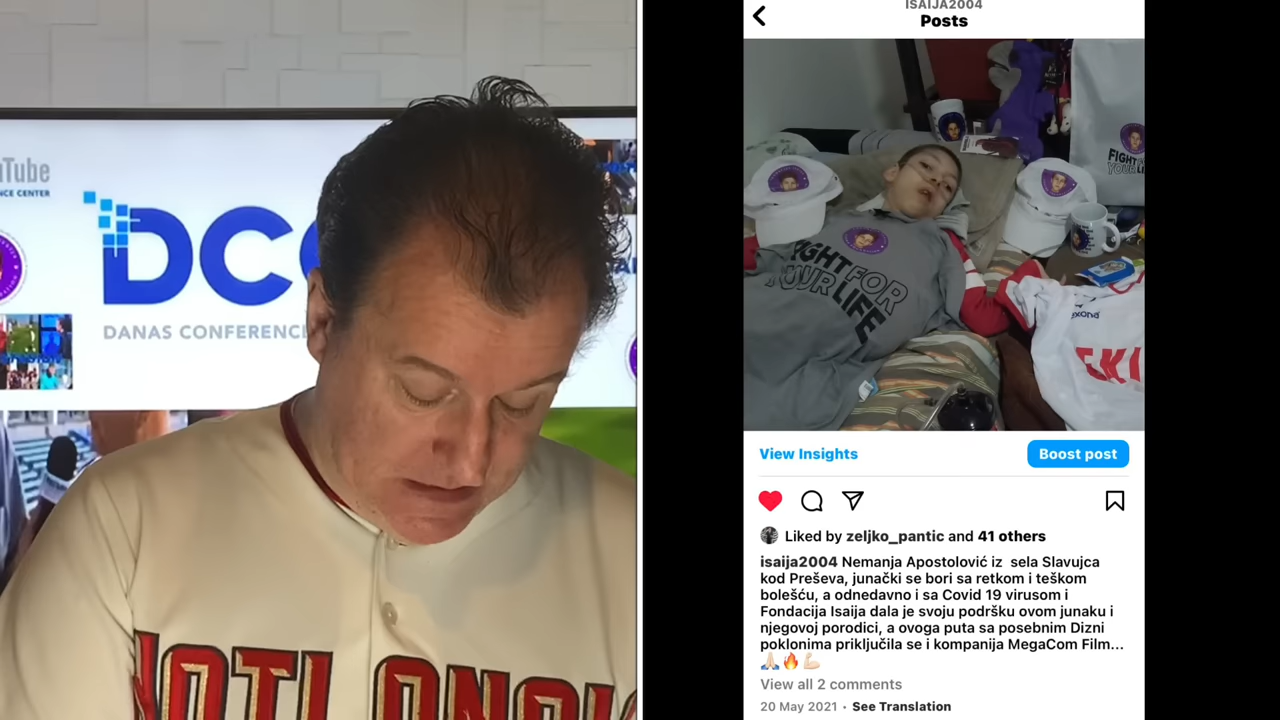 DANAS CONFERENC
ISAIJA2004
Posts
FIGHT FOR
YOUR LIFE
View Insights
Boost post
Liked by zeljko_pantic and 41 others
isaija2004 Nemanja Apostolović iz sela Slavujca
kod Preševa, junački se bori sa retkom i teškom
bolešću, a odnedavno i sa Covid 19 virusom i
Fondacija Isaija dala je svoju podršku ovom junaku i
njegovoj porodici, a ovoga puta sa posebnim Dizni
poklonima priključila se i kompanija MegaCom Film...
🙏🏻🔥💪🏻
View all 2 comments
20 May 2021 · See Translation